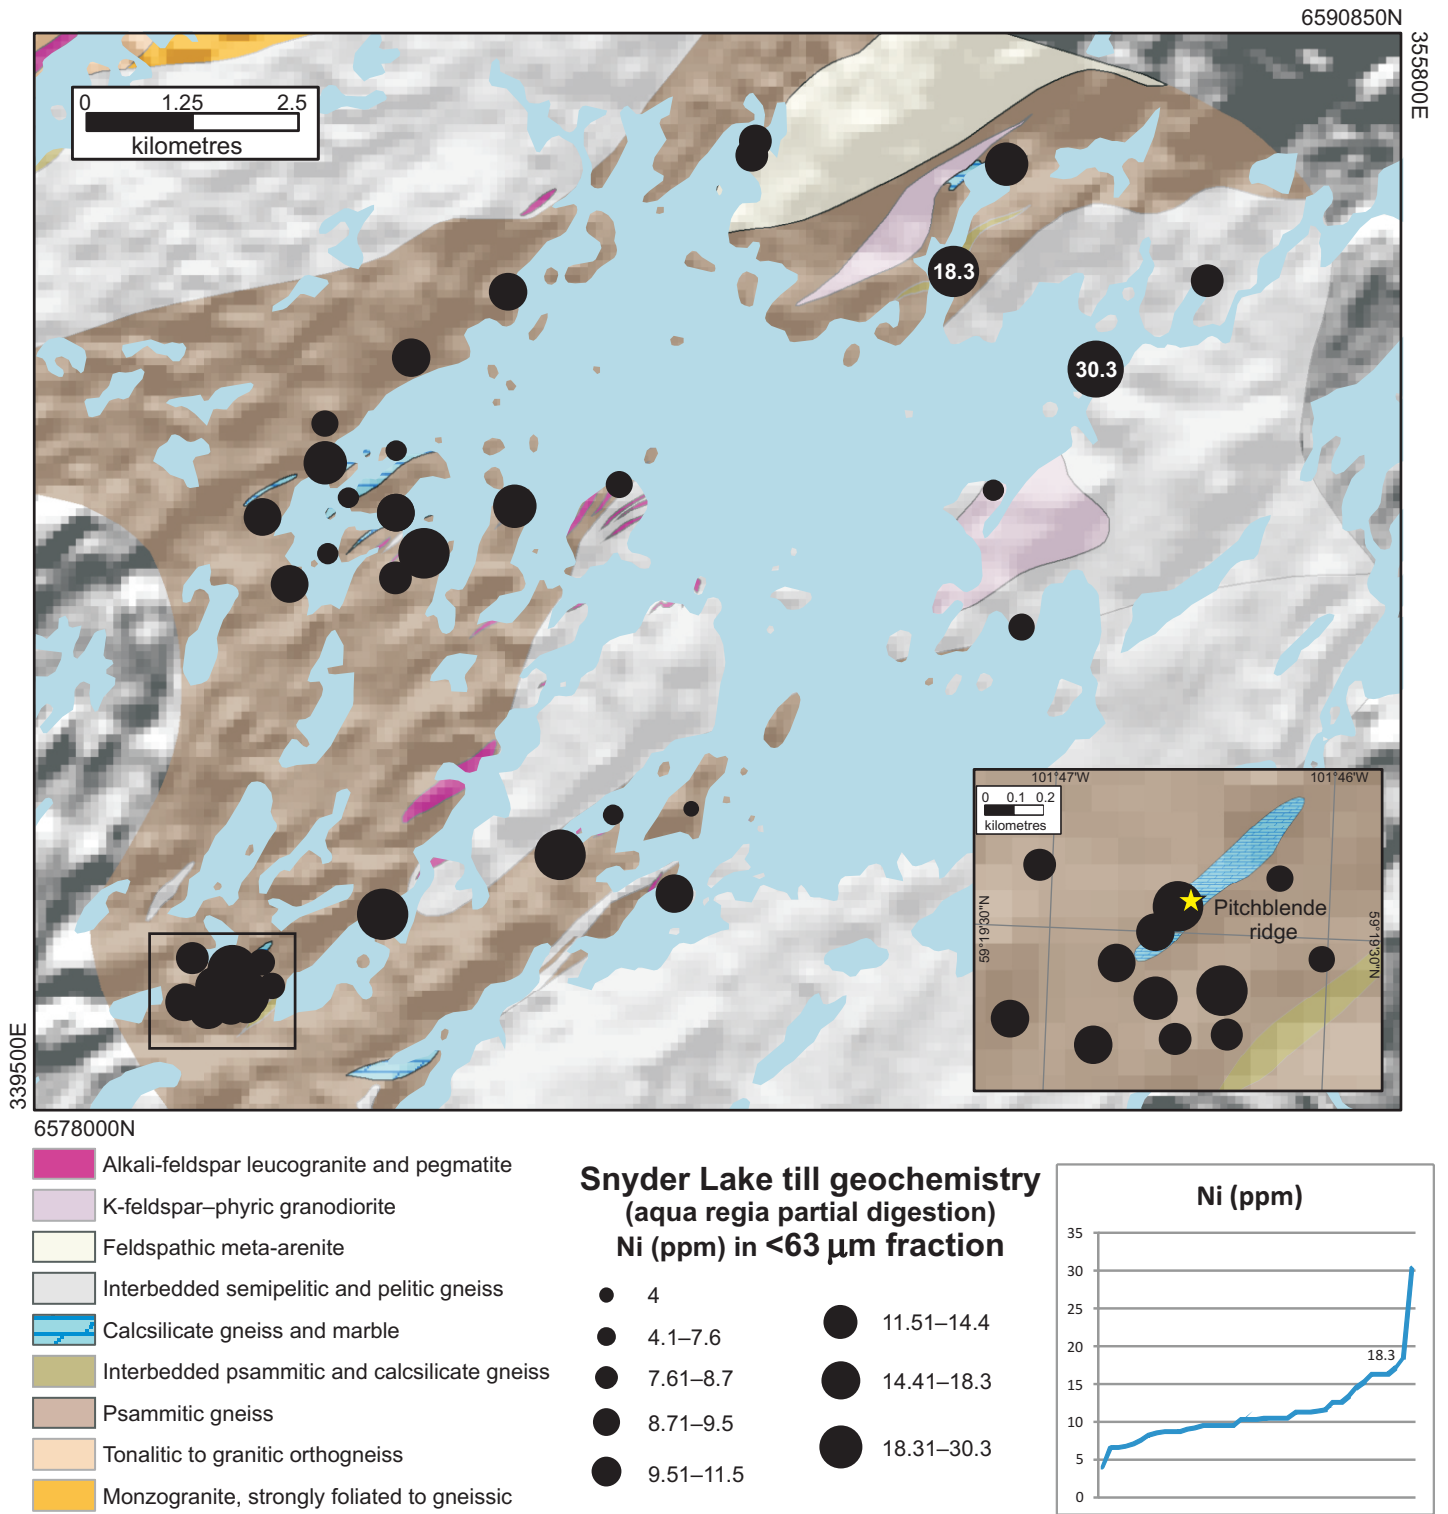 6590850N
355800E
0 1.25 2.5
kilometres
18.3
30.3
101°47'W
101°46'W
0 0.1 0.2
kilometres
Pitchblende
ridge
59°19'30"N
59°19'30"N
339500E
6578000N
Alkali-feldspar leucogranite and pegmatite
K-feldspar–phyric granodiorite
Feldspathic meta-arenite
Interbedded semipelitic and pelitic gneiss
Calcsilicate gneiss and marble
Interbedded psammitic and calcsilicate gneiss
Psammitic gneiss
Tonalitic to granitic orthogneiss
Monzogranite, strongly foliated to gneissic
Snyder Lake till geochemistry
(aqua regia partial digestion)
Ni (ppm) in <63 μm fraction
4
4.1–7.6
7.61–8.7
8.71–9.5
9.51–11.5
11.51–14.4
14.41–18.3
18.31–30.3
Ni (ppm)
35
30
25
20
18.3
15
10
5
0